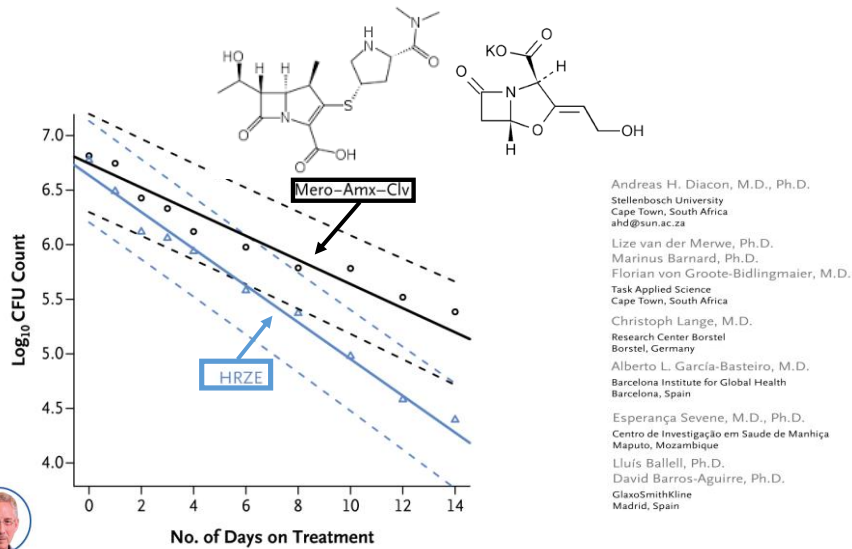 HO
H
H
N
O
S
HN
N
O
O
OH
KO
O
H
O
N
O
H
OH
7.0
6.5
6.0
5.5
5.0
4.5
4.0
Log10 CFU Count
Mero–Amx–Clv
HRZE
0
2
4
6
8
10
12
14
No. of Days on Treatment
Andreas H. Diacon, M.D., Ph.D.
Stellenbosch University
Cape Town, South Africa
ahd@sun.ac.za
Lize van der Merwe, Ph.D.
Marinus Barnard, Ph.D.
Florian von Groote-Bidlingmaier, M.D.
Task Applied Science
Cape Town, South Africa
Christoph Lange, M.D.
Research Center Borstel
Borstel, Germany
Alberto L. García-Basteiro, M.D.
Barcelona Institute for Global Health
Barcelona, Spain
Esperança Sevene, M.D., Ph.D.
Centro de Investigação em Saude de Manhiça
Maputo, Mozambique
Lluís Ballell, Ph.D.
David Barros-Aguirre, Ph.D.
GlaxoSmithKline
Madrid, Spain